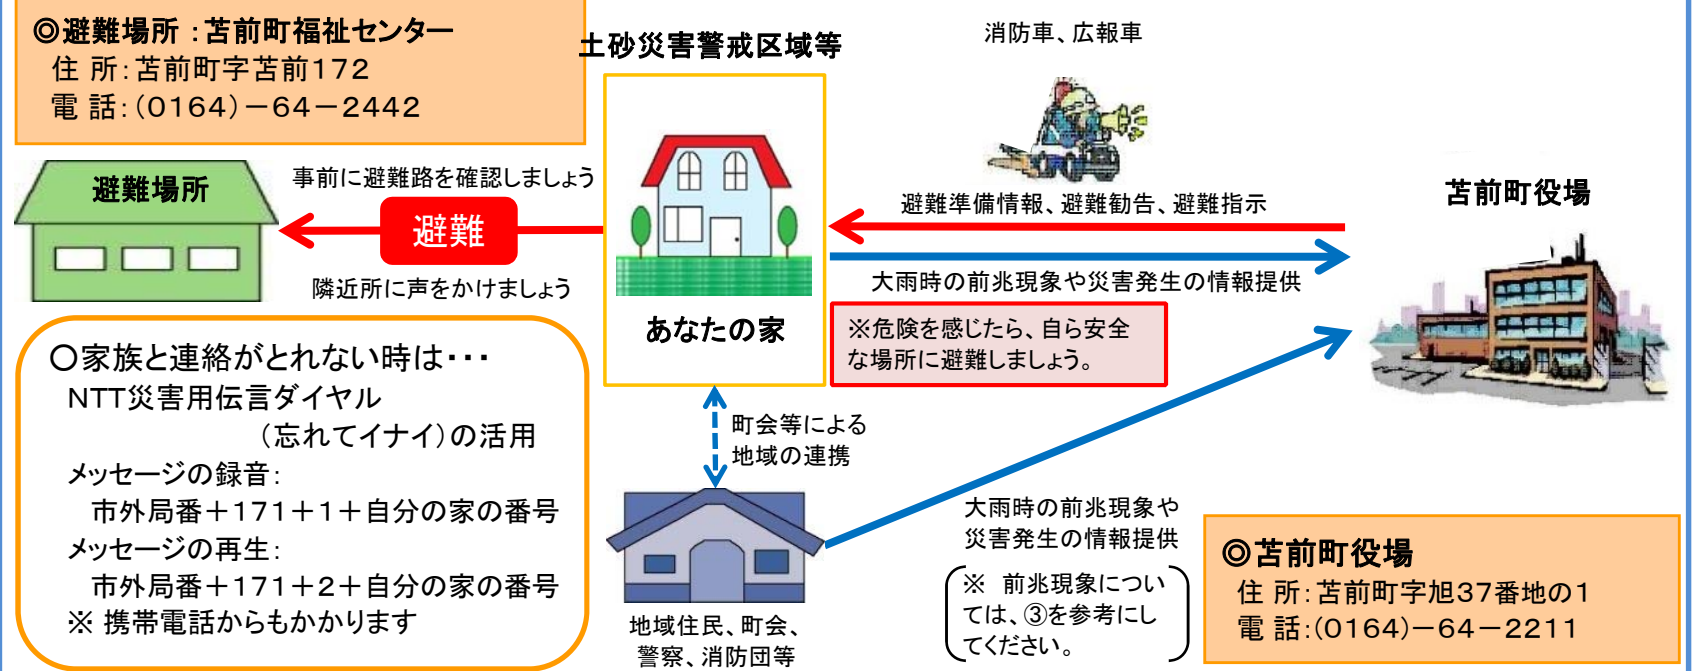 ◎避難場所：苫前町福祉センター
住 所：苫前町字苫前172
電 話：(0164)－64－2442
土砂災害警戒区域等
消防車、広報車
避難場所
事前に避難路を確認しましょう
避難
隣近所に声をかけましょう
避難準備情報、避難勧告、避難指示
苫前町役場
大雨時の前兆現象や災害発生の情報提供
あなたの家
※危険を感じたら、自ら安全
な場所に避難しましょう。
〇家族と連絡がとれない時は・・・
NTT災害用伝言ダイヤル
（忘れてイナイ）の活用
メッセージの録音：
市外局番＋171＋1＋自分の家の番号
メッセージの再生：
市外局番＋171＋2＋自分の家の番号
※ 携帯電話からもかかります
町会等による
地域の連携
地域住民、町会、
警察、消防団等
大雨時の前兆現象や
災害発生の情報提供
※ 前兆現象につい
ては、③を参考にし
てください。
◎苫前町役場
住 所：苫前町字旭37番地の1
電 話：(0164)－64－2211